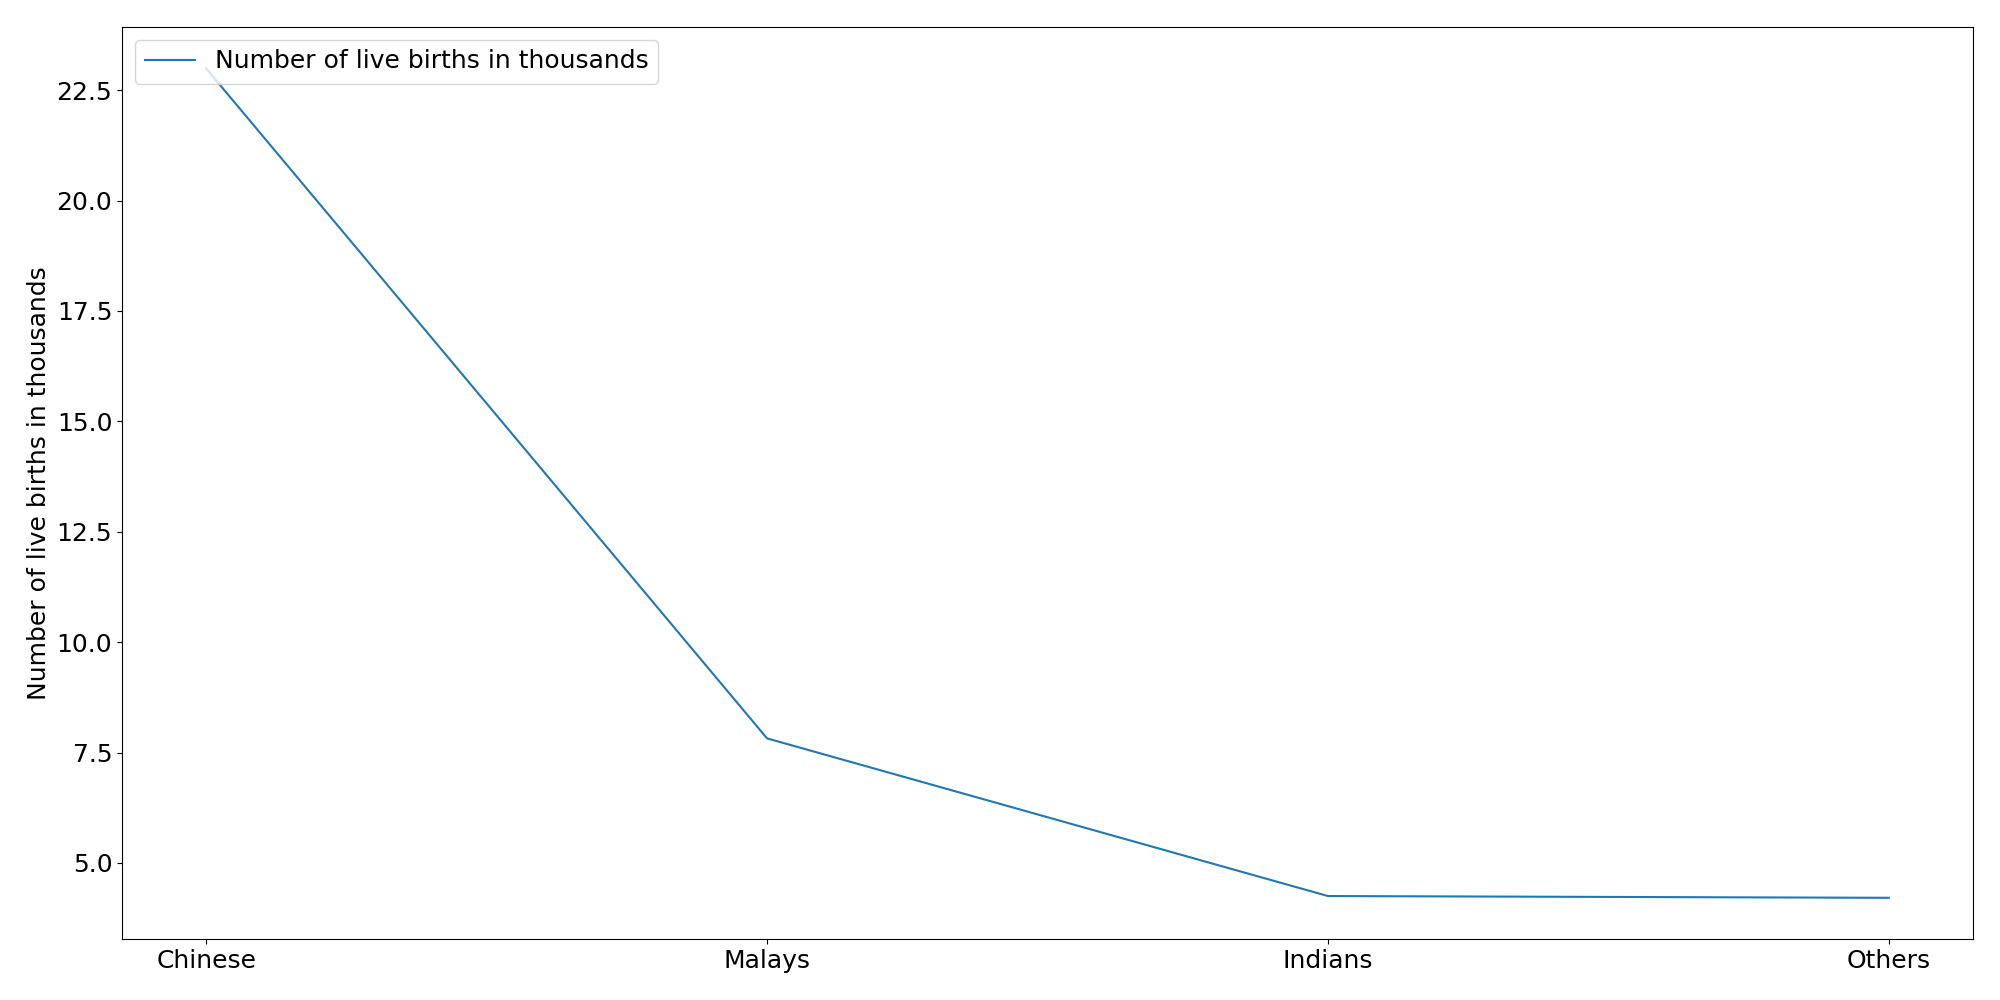 Number of live births in thousands
22.5
20.0
17.5
15.0
12.5
10.0
7.5
5.0
Number of live births in thousands
Chinese Malays Indians Others